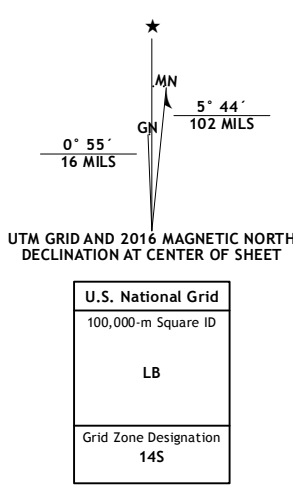 ★
MN
5° 44´
102 MILS
GN
0° 55´
16 MILS
UTM GRID AND 2016 MAGNETIC NORTH
DECLINATION AT CENTER OF SHEET
U.S. National Grid
100,000-m Square ID
LB
Grid Zone Designation
14S